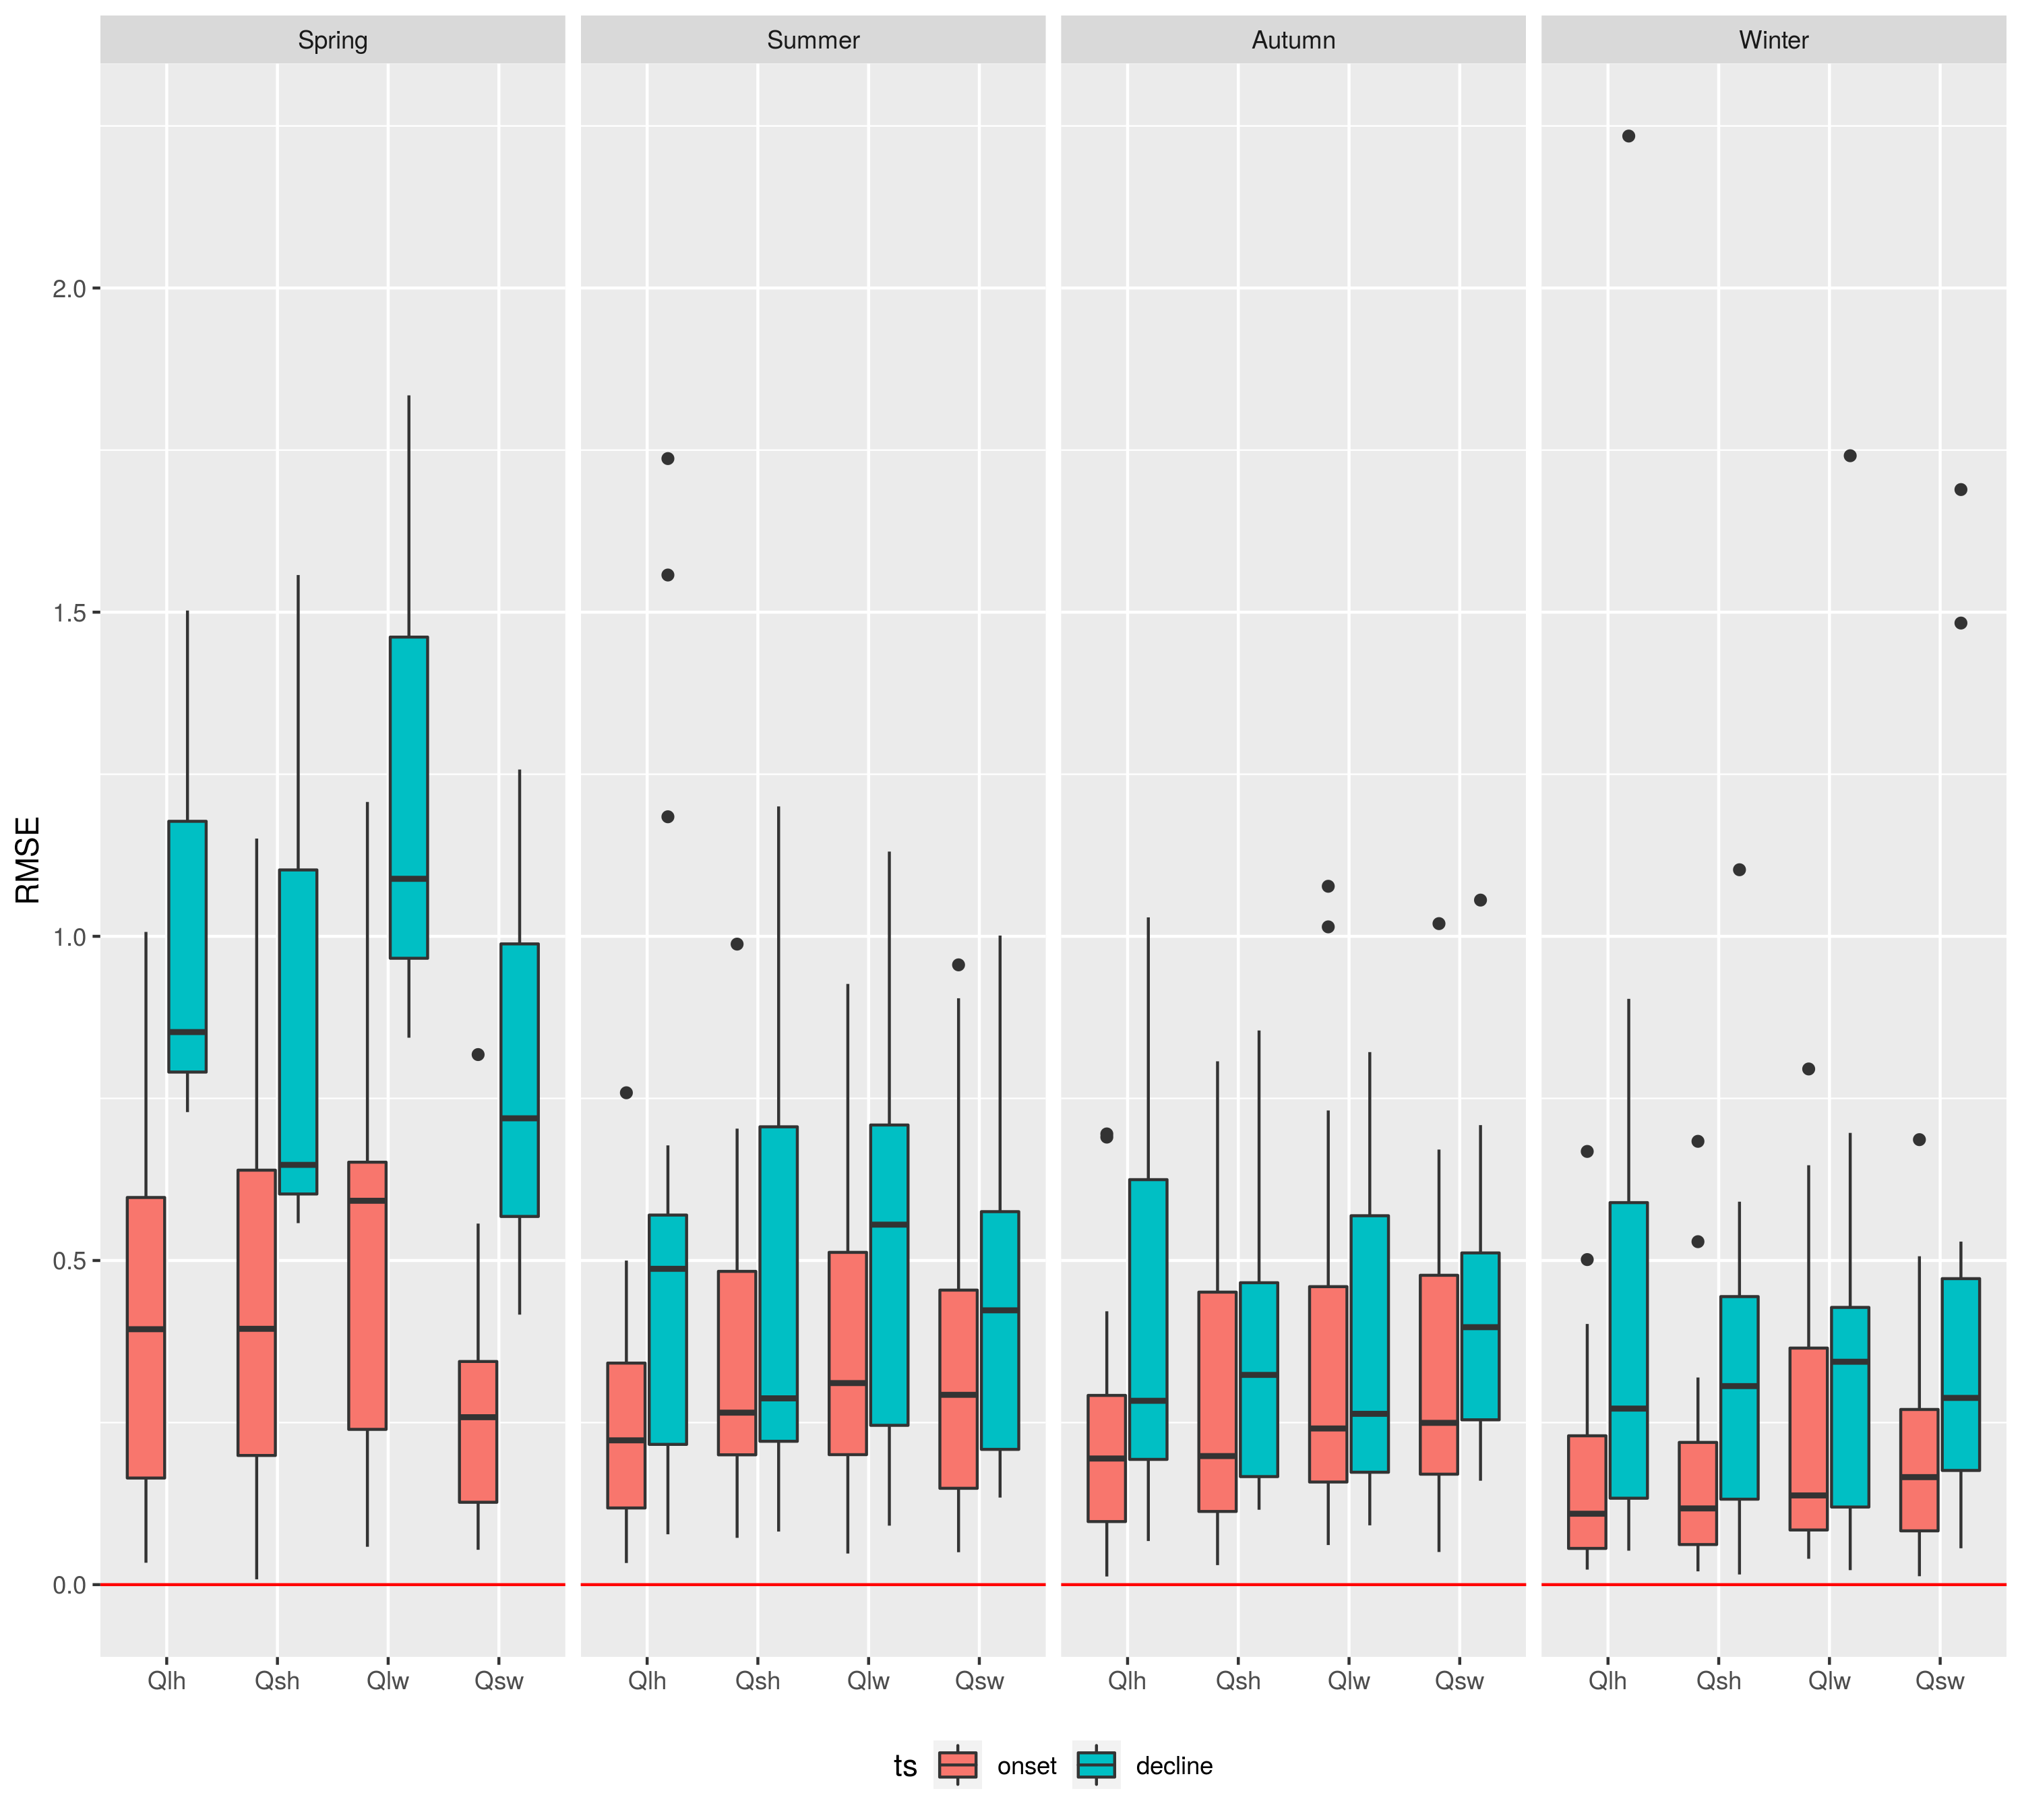 Spring Summer Autumn Winter
RMSE
2.0
1.5
1.0
0.5
0.0
Qlh Qsh Qlw Qsw Qlh Qsh Qlw Qsw Qlh Qsh Qlw Qsw Qlh Qsh Qlw Qsw
ts onset decline